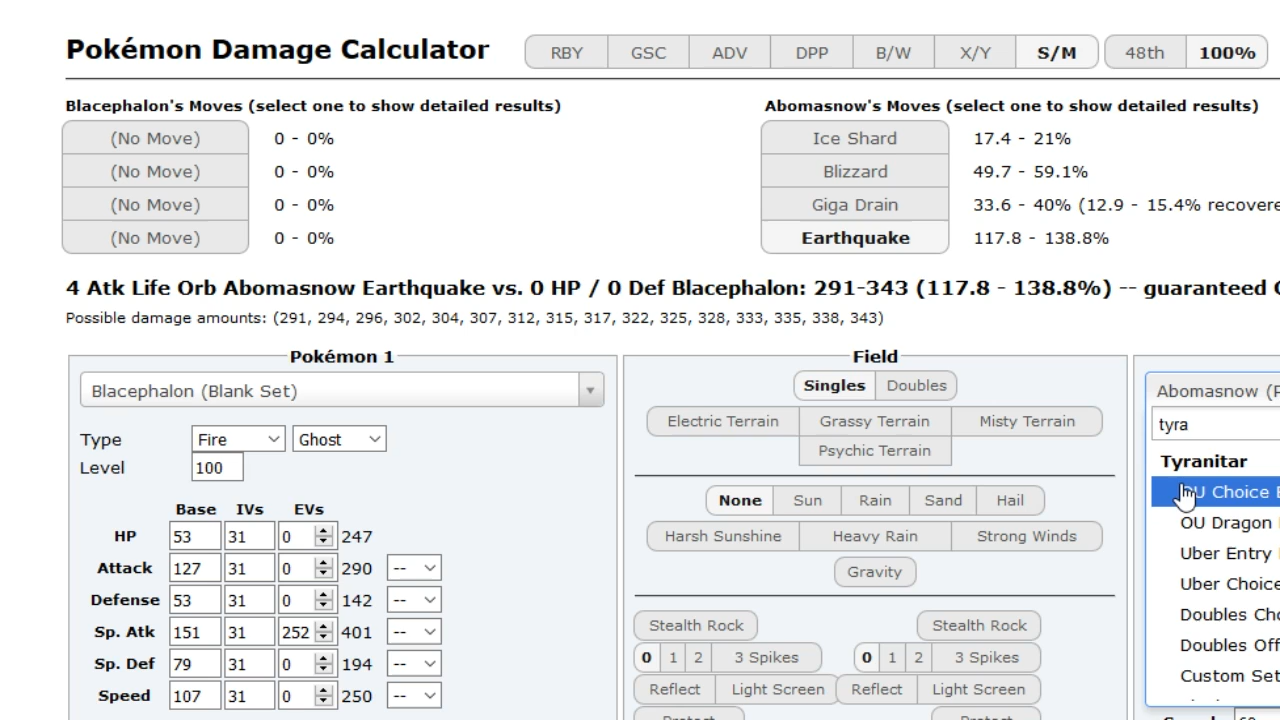 Pokémon Damage Calculator RBY GSC ADV DPP B/W X/Y S/M 48th 100%
Blacephalon's Moves (select one to show detailed results) Abomasnow's Moves (select one to show detailed results)
(No Move) 0 - 0% Ice Shard 17.4 - 21%
(No Move) 0 - 0% Blizzard 49.7 - 59.1%
(No Move) 0 - 0% Giga Drain 33.6 - 40% (12.9 - 15.4% recovere
(No Move) 0 - 0% Earthquake 117.8 - 138.8%
4 Atk Life Orb Abomasnow Earthquake vs. 0 HP / 0 Def Blacephalon: 291-343 (117.8 - 138.8%) -- guaranteed
Possible damage amounts: (291, 294, 296, 302, 304, 307, 312, 315, 317, 322, 325, 328, 333, 335, 338, 343)
Pokémon 1 Field
Blacephalon (Blank Set) Singles Doubles Abomasnow (
Electric Terrain Grassy Terrain Misty Terrain tyra
Type Fire Ghost
Psychic Terrain Tyranitar
Level 100
None Sun Rain Sand Hail OU Choice
Base IVs EVs OU Dragon
HP 53 31 0 247 Harsh Sunshine Heavy Rain Strong Winds Uber Entry
Attack 127 31 0 290 -- Gravity Uber Choice
Defense 53 31 0 142 -- Doubles Cho
Sp. Atk 151 31 252 401 -- Stealth Rock Stealth Rock Doubles Off
Sp. Def 79 31 0 194 -- 0 1 2 3 Spikes 0 1 2 3 Spikes Custom Set
Speed 107 31 0 250 -- Reflect Light Screen Reflect Light Screen
Protect Protect